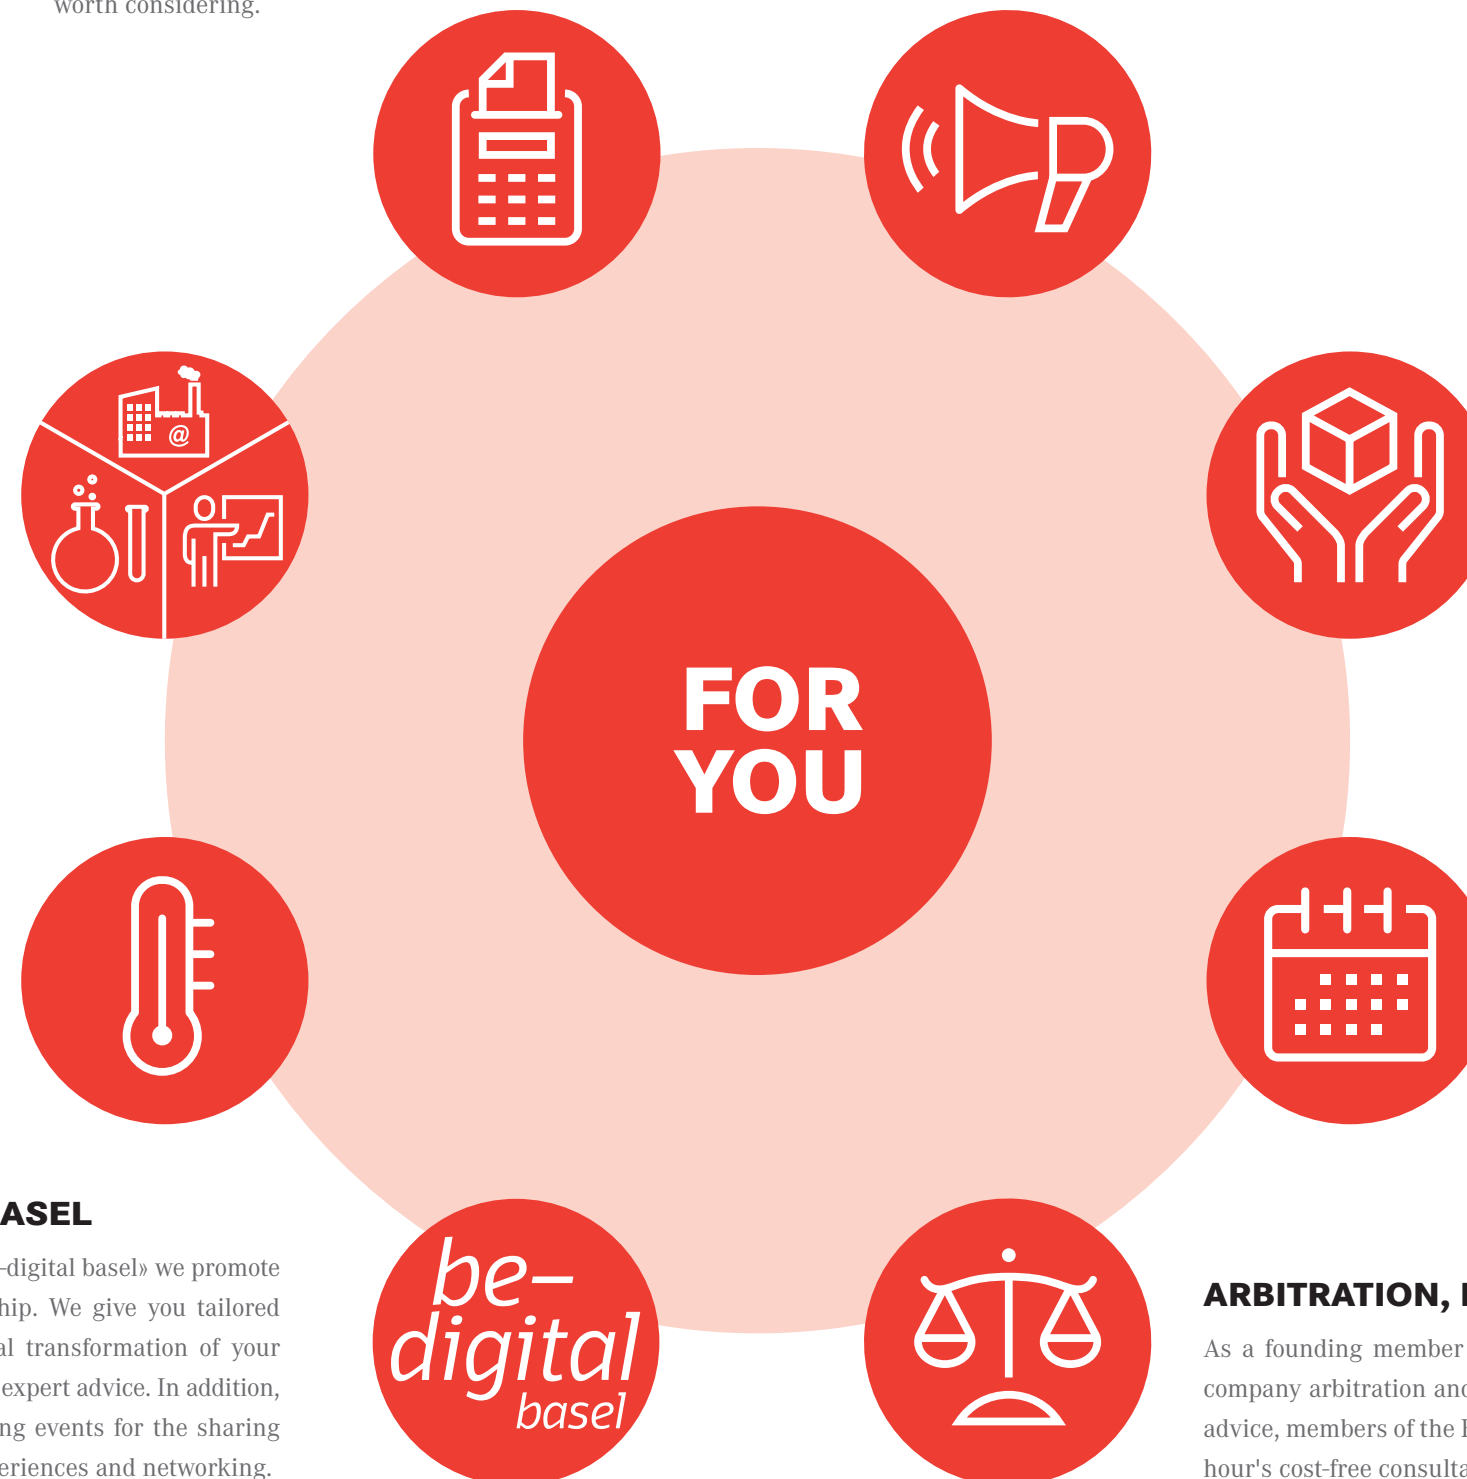 worth considering.
@
FOR
YOU
ASEL
-digital basel» we promote
hip. We give you tailored
al transformation of your
expert advice. In addition,
ng events for the sharing
eriences and networking.
be–
digital
basel
ARBITRATION,
As a founding member
company arbitration and
advice, members of the
hour's cost-free consulta